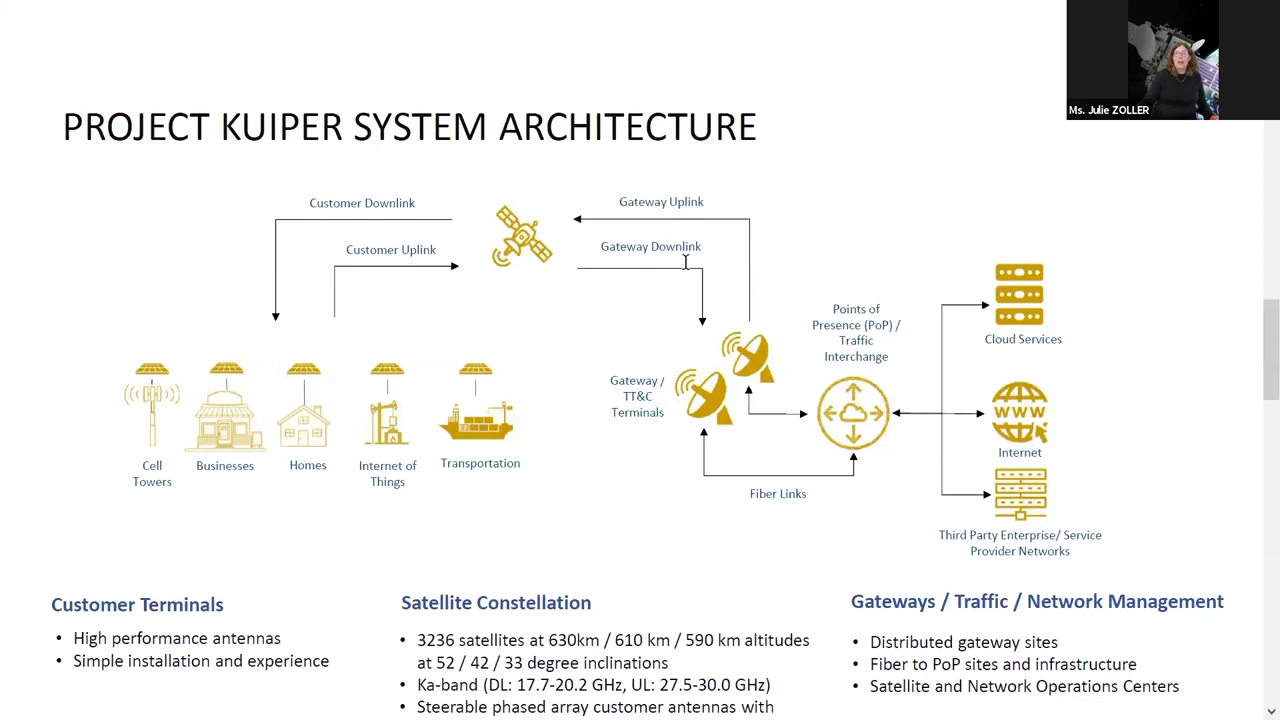 Ms. Julie ZOLLER
PROJECT KUIPER SYSTEM ARCHITECTURE
Customer Downlink
Customer Uplink
Gateway Uplink
Gateway Downlink
Cell
Towers
Businesses
Homes
Internet of
Things
Transportation
Gateway /
TT&C
Terminals
Points of
Presence (PoP) /
Traffic
Interchange
Fiber Links
Cloud Services
WWW
Internet
Third Party Enterprise/ Service
Provider Networks
Customer Terminals
• High performance antennas
• Simple installation and experience
Satellite Constellation
• 3236 satellites at 630km / 610 km / 590 km altitudes
at 52 / 42 / 33 degree inclinations
• Ka-band (DL: 17.7-20.2 GHz, UL: 27.5-30.0 GHz)
• Steerable phased array customer antennas with
Gateways / Traffic / Network Management
• Distributed gateway sites
• Fiber to PoP sites and infrastructure
• Satellite and Network Operations Centers